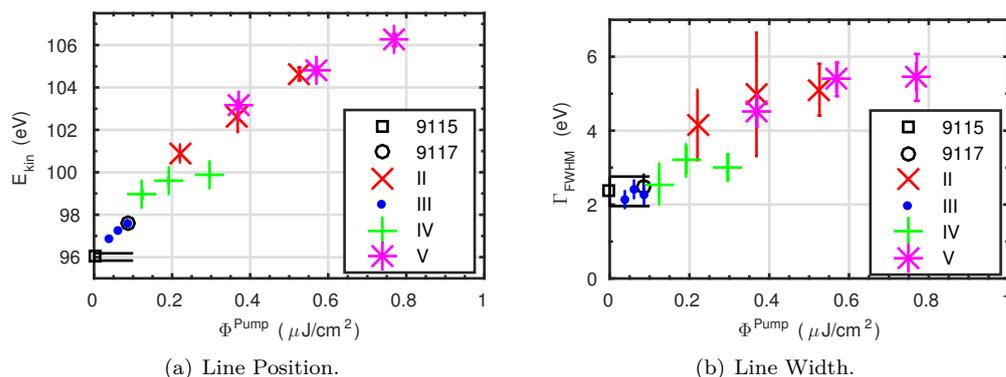 106
104
102
100
98
96
E_kin (eV)
9115
9117
II
III
IV
V
0 0.2 0.4 0.6 0.8 1
Φ^Pump ( μJ/cm²)
(a) Line Position.
6
4
2
0
Γ_FWHM (eV)
9115
9117
II
III
IV
V
0 0.2 0.4 0.6 0.8 1
Φ^Pump ( μJ/cm²)
(b) Line Width.